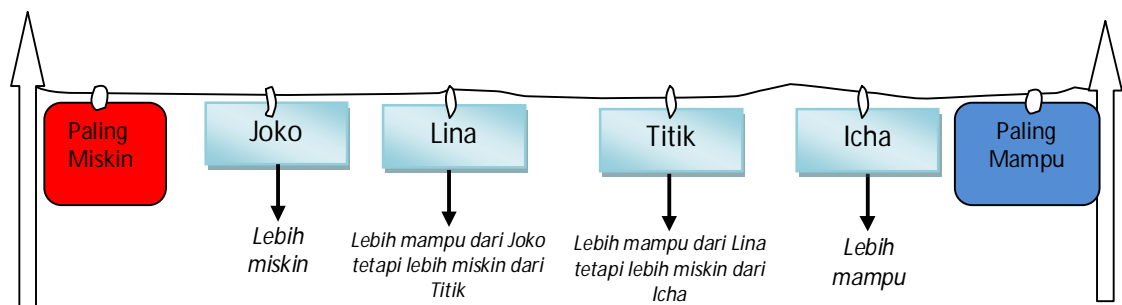 Paling
Miskin
Joko
Lina
Titik
Icha
Paling
Mampu
Lebih
miskin
Lebih mampu dari Joko
tetapi lebih miskin dari
Titik
Lebih mampu dari Lina
tetapi lebih miskin dari
Icha
Lebih
mampu